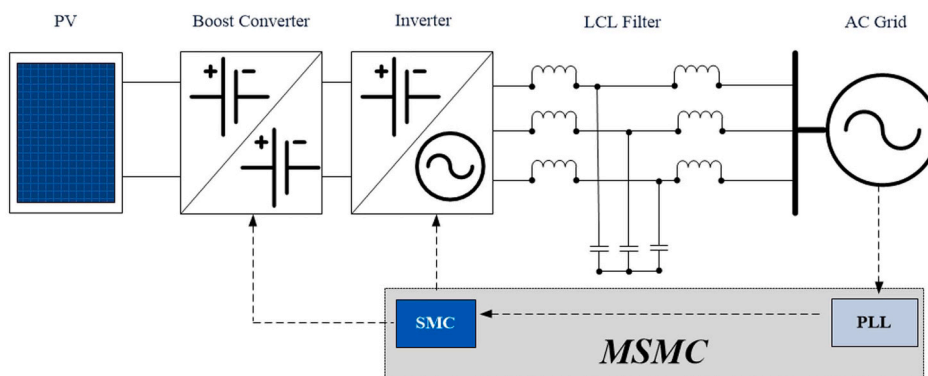 PV
Boost Converter
Inverter
LCL Filter
AC Grid
+ -
+ -
+ -
SMC
PLL
MSMC